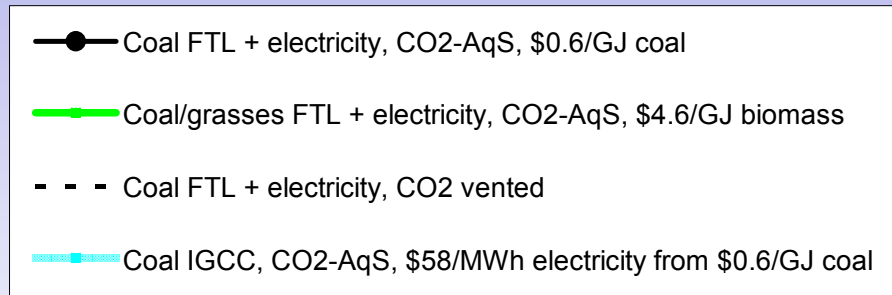 Coal FTL + electricity, CO2-AqS, $0.6/GJ coal
Coal/grasses FTL + electricity, CO2-AqS, $4.6/GJ biomass
Coal FTL + electricity, CO2 vented
Coal IGCC, CO2-AqS, $58/MWh electricity from $0.6/GJ coal